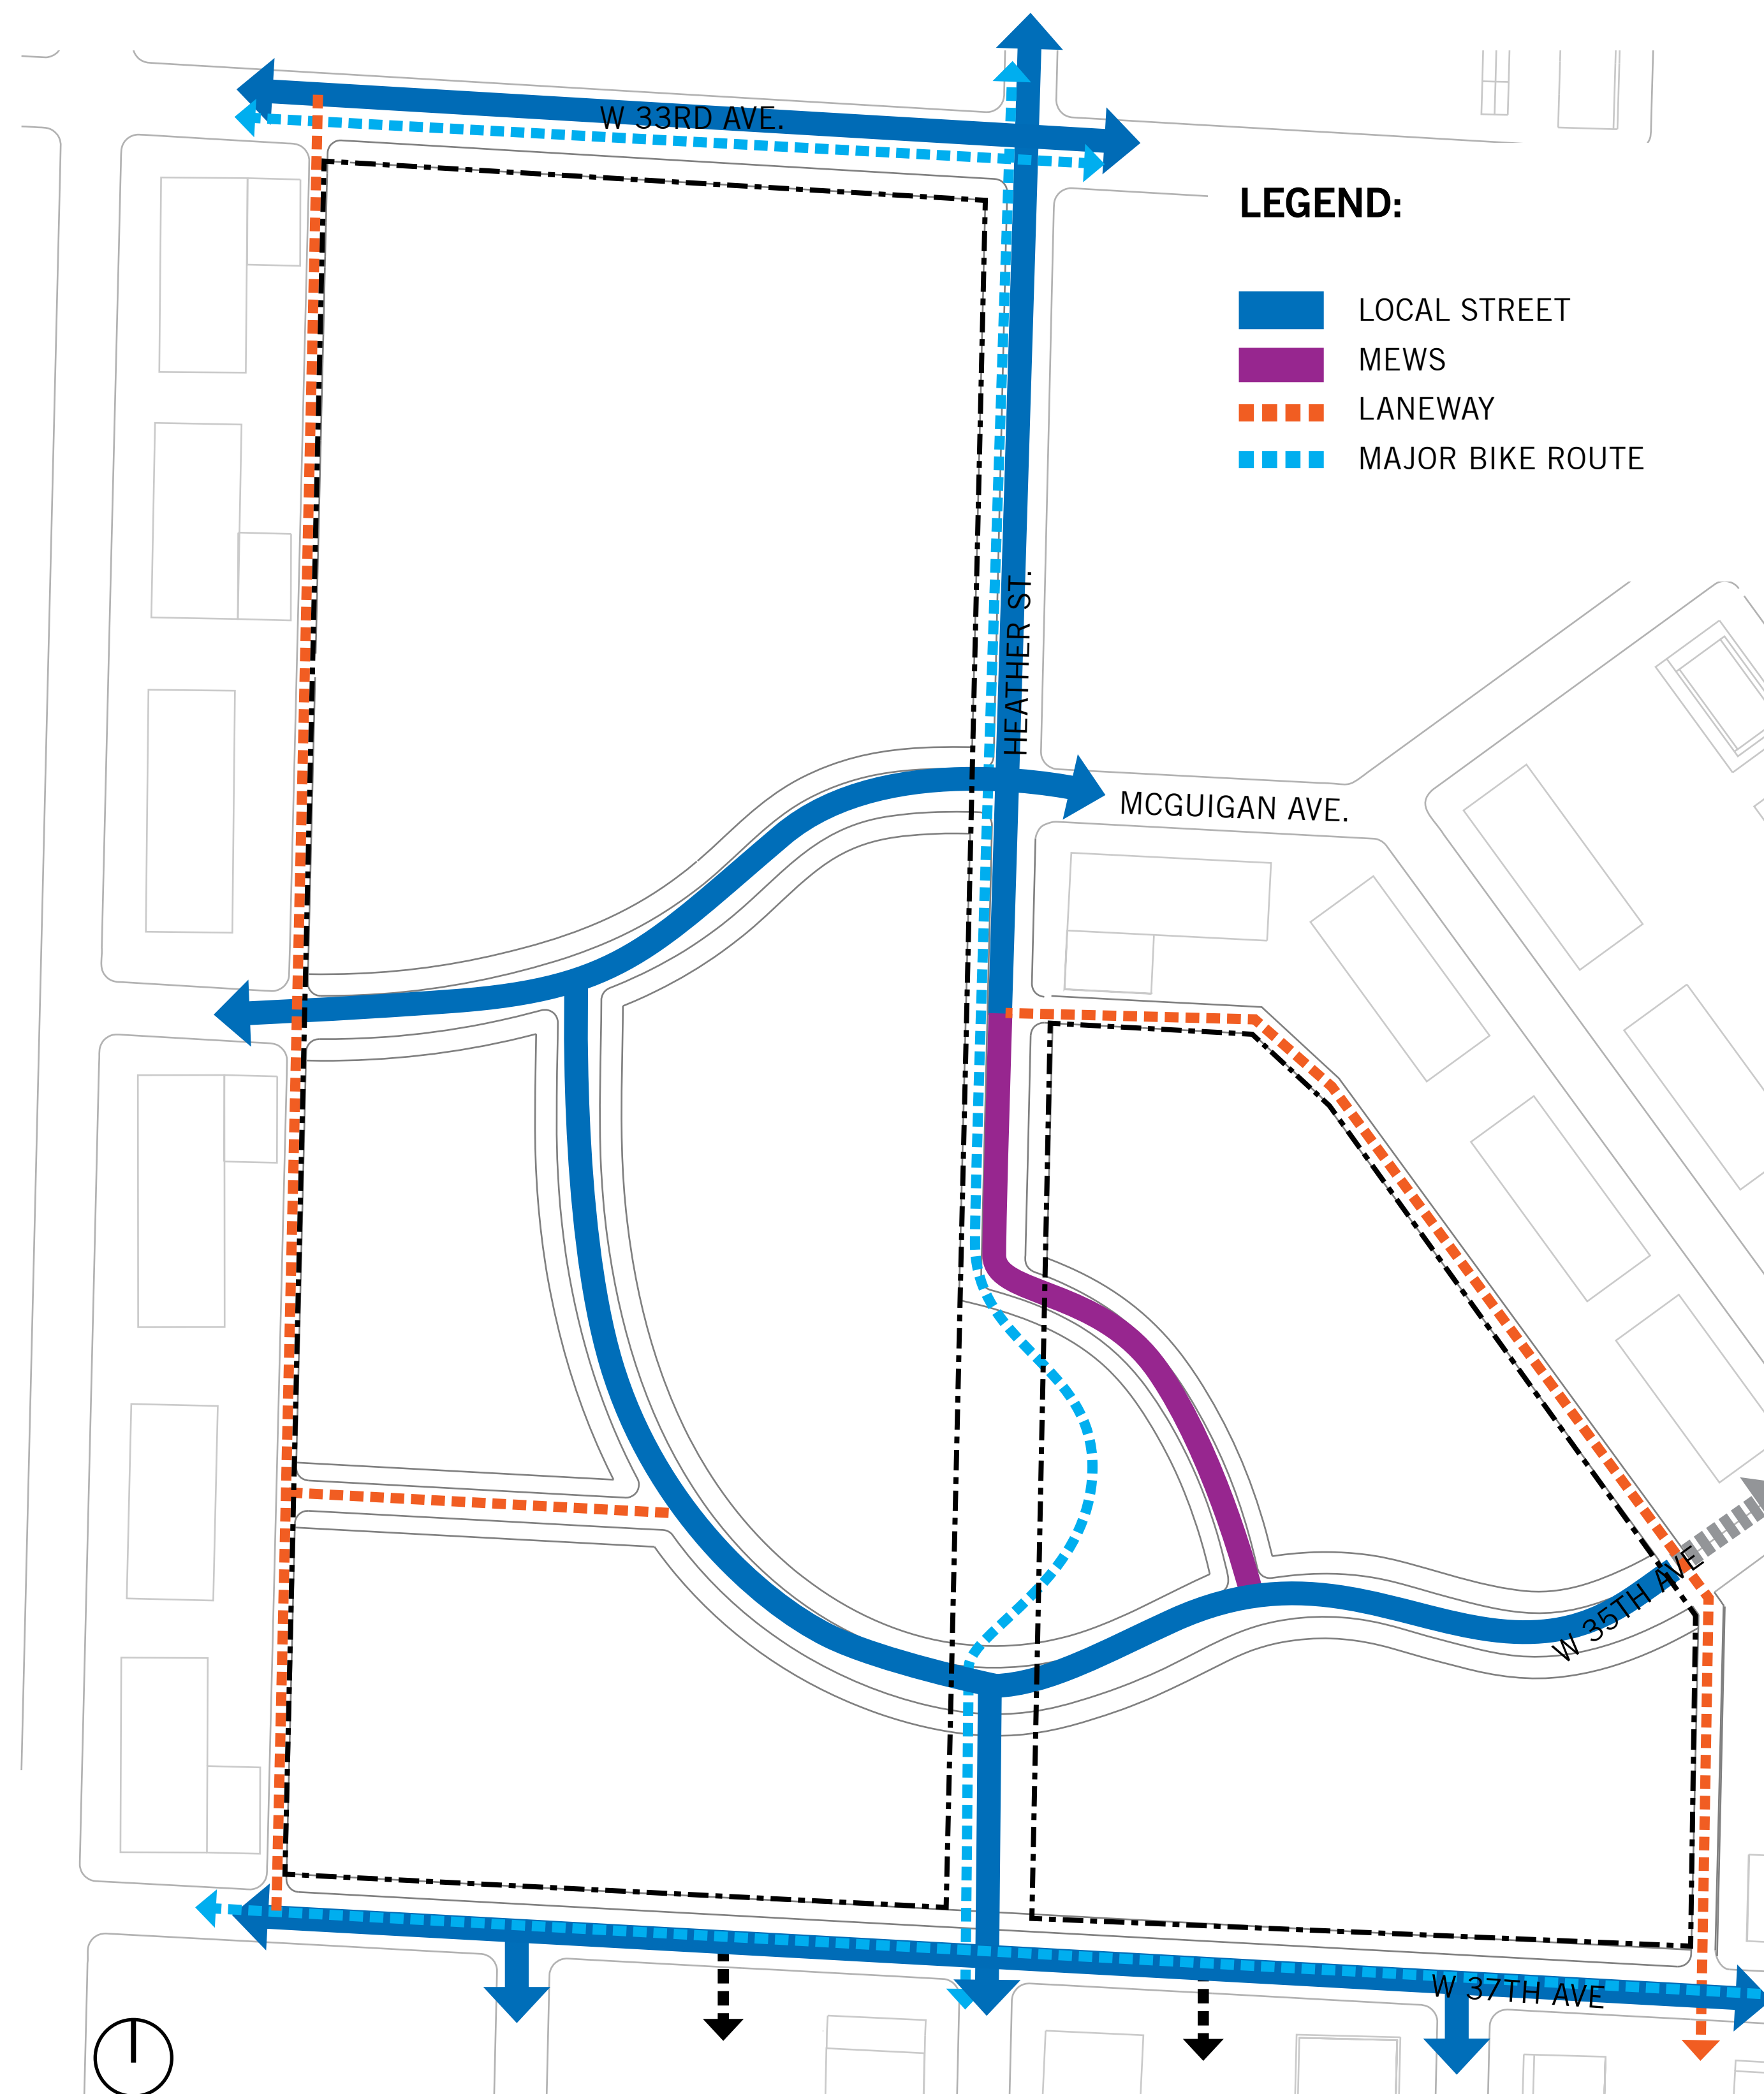 W 33RD AVE.
LEGEND:
LOCAL STREET
MEWS
LANEWAY
MAJOR BIKE ROUTE
HEATHER ST.
MCGUIGAN AVE.
W 35TH AVE
W 37TH AVE